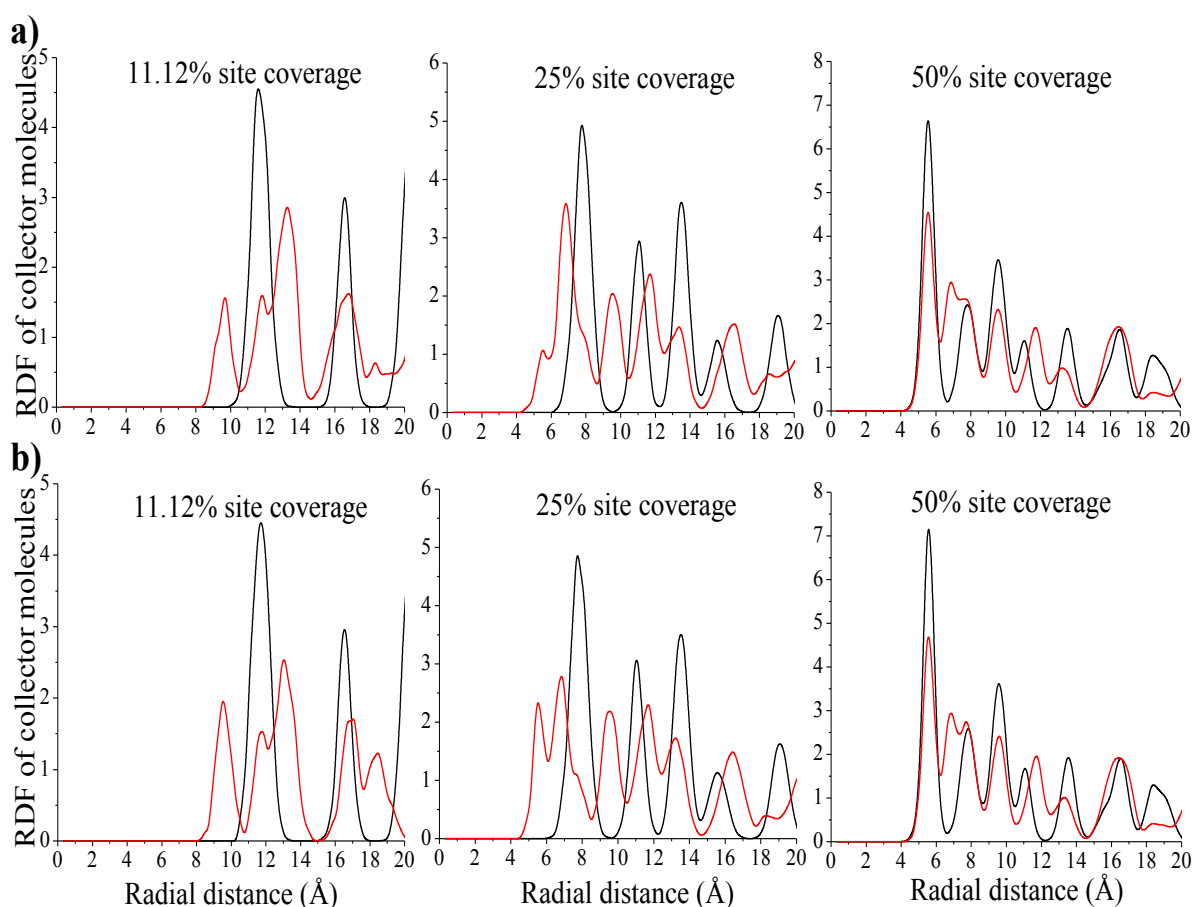 a)
11.12% site coverage
25% site coverage
50% site coverage
RDF of collector molecules
5
4
3
2
1
0
6
5
4
3
2
1
0
8
7
6
5
4
3
2
1
0
0 2 4 6 8 10 12 14 16 18 20
0 2 4 6 8 10 12 14 16 18 20
0 2 4 6 8 10 12 14 16 18 20
b)
11.12% site coverage
25% site coverage
50% site coverage
RDF of collector molecules
5
4
3
2
1
0
6
5
4
3
2
1
0
8
7
6
5
4
3
2
1
0
0 2 4 6 8 10 12 14 16 18 20
0 2 4 6 8 10 12 14 16 18 20
0 2 4 6 8 10 12 14 16 18 20
Radial distance (Å)
Radial distance (Å)
Radial distance (Å)